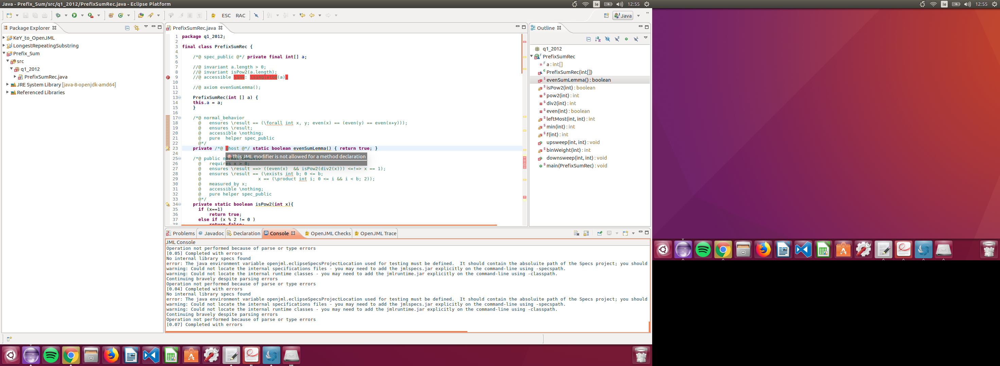 Java - Prefix_Sum/src/q1_2012/PrefixSumRec.java - Eclipse Platform
Ie
12:55
Ie
12:55
ESC RAC
Java
Package Explorer
KeY_to_OpenJML
LongestRepeatingSubstring
Prefix_Sum
src
q1_2012
PrefixSumRec.java
JRE System Library [java-8-openjdk-amd64]
Referenced Libraries
PrefixSumRec.java
1 package q1_2012;
2
3 final class PrefixSumRec {
4
5 /*@ spec_public @*/ private final int[] a;
6
7 //@ invariant a.length > 0;
8 //@ invariant isPow2(a.length);
9 //@ accessible \inv: \singleton(a);
10
11 //@ axiom evenSumLemma();
12
13 PrefixSumRec(int [] a) {
14 this.a = a;
15 }
16
17 /*@ normal_behavior
18 @ ensures \result == (\forall int x, y; even(x) == (even(y) == even(x+y)));
19 @ ensures \result;
20 @ accessible \nothing;
21 @ pure helper spec_public
22 @*/
23 private /*@ ghost @*/ static boolean evenSumLemma() { return true; }
24
This JML modifier is not allowed for a method declaration
25 /*@ public normal_behavior
26 @ requires x > 0;
27 @ ensures \result ==> ((even(x) && isPow2(div2(x))) <=!=> x == 1);
28 @ ensures \result == (\exists int b; 0 <= b;
29 @ x == (\product int i; 0 <= i && i < b; 2));
30 @ measured_by x;
31 @ accessible \nothing;
32 @ pure helper spec_public
33 @*/
34 private static boolean isPow2(int x){
35 if (x==1)
36 return true;
37 else if (x % 2 != 0 )
38 return false;
Outline
q1_2012
PrefixSumRec
a : int[]
PrefixSumRec(int[])
evenSumLemma() : boolean
isPow2(int) : boolean
pow2(int) : int
div2(int) : int
even(int) : boolean
leftMost(int, int) : int
min(int) : int
f(int) : int
upsweep(int, int) : void
binWeight(int) : int
downsweep(int, int) : void
main(PrefixSumRec) : void
Problems Javadoc Declaration Console OpenJML Checks OpenJML Trace
JML Console
Operation not performed because of parse or type errors
[0.05] Completed with errors
No internal library specs found
error: The java environment variable openjml.eclipseSpecsProjectLocation used for testing must be defined.  It should contain the absoluite path of the Specs project; you should
warning: Could not locate the internal specifications files - you may need to add the jmlspecs.jar explicitly on the command-line using -specspath.
warning: Could not locate the internal runtime classes - you may need to add the jmlruntime.jar explicitly on the command-line using -classpath.
Continuing bravely despite parsing errors
Operation not performed because of parse or type errors
[0.04] Completed with errors
No internal library specs found
error: The java environment variable openjml.eclipseSpecsProjectLocation used for testing must be defined.  It should contain the absoluite path of the Specs project; you should
warning: Could not locate the internal specifications files - you may need to add the jmlspecs.jar explicitly on the command-line using -specspath.
warning: Could not locate the internal runtime classes - you may need to add the jmlruntime.jar explicitly on the command-line using -classpath.
Continuing bravely despite parsing errors
Operation not performed because of parse or type errors
[0.07] Completed with errors